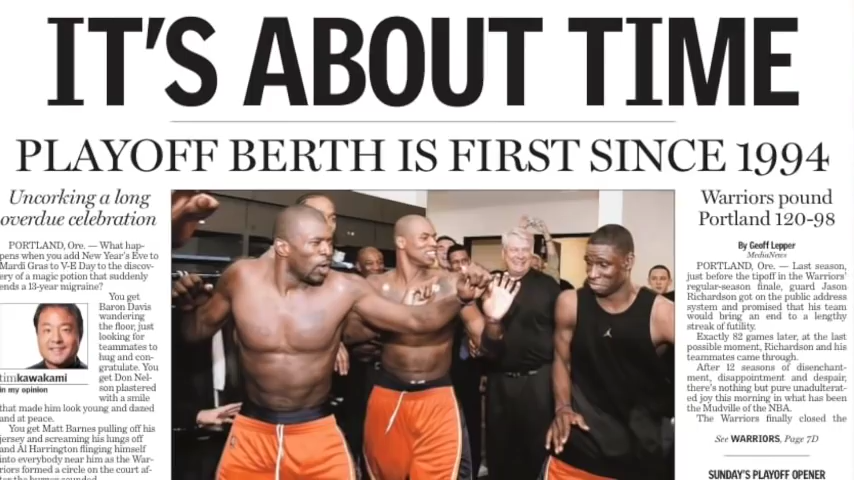 IT'S ABOUT TIME
PLAYOFF BERTH IS FIRST SINCE 1994
Uncorking a long
overdue celebration
PORTLAND, Ore. — What hap-
pens when you add New Year's Eve to
Mardi Gras to V-E Day to the discov-
ery of a magic potion that suddenly
ends a 13-year migraine?
You get
Baron Davis
wandering
the floor, just
looking for
teammates to
hug and con-
gratulate. You
get Don Nel-
son plastered
with a smile
timkawakami
in my opinion
that made him look young and dazed
and at peace.
You get Matt Barnes pulling off his
jersey and screaming his lungs off
and Al Harrington flinging himself
into everybody near him as the War-
riors formed a circle on the court af-
ter the buzzer sounded.
Warriors pound
Portland 120-98
By Geoff Lepper
MediaNews
PORTLAND, Ore. — Last season,
just before the tipoff in the Warriors'
regular-season finale, guard Jason
Richardson got on the public address
system and promised that his team
would bring an end to a lengthy
streak of futility.
Exactly 82 games later, at the last
possible moment, Richardson and his
teammates came through.
After 12 seasons of disenchant-
ment, disappointment and despair,
there's nothing but pure unadulterat-
ed joy this morning in what has been
the Mudville of the NBA.
The Warriors finally closed the
See WARRIORS, Page 7D
SUNDAY'S PLAYOFF OPENER